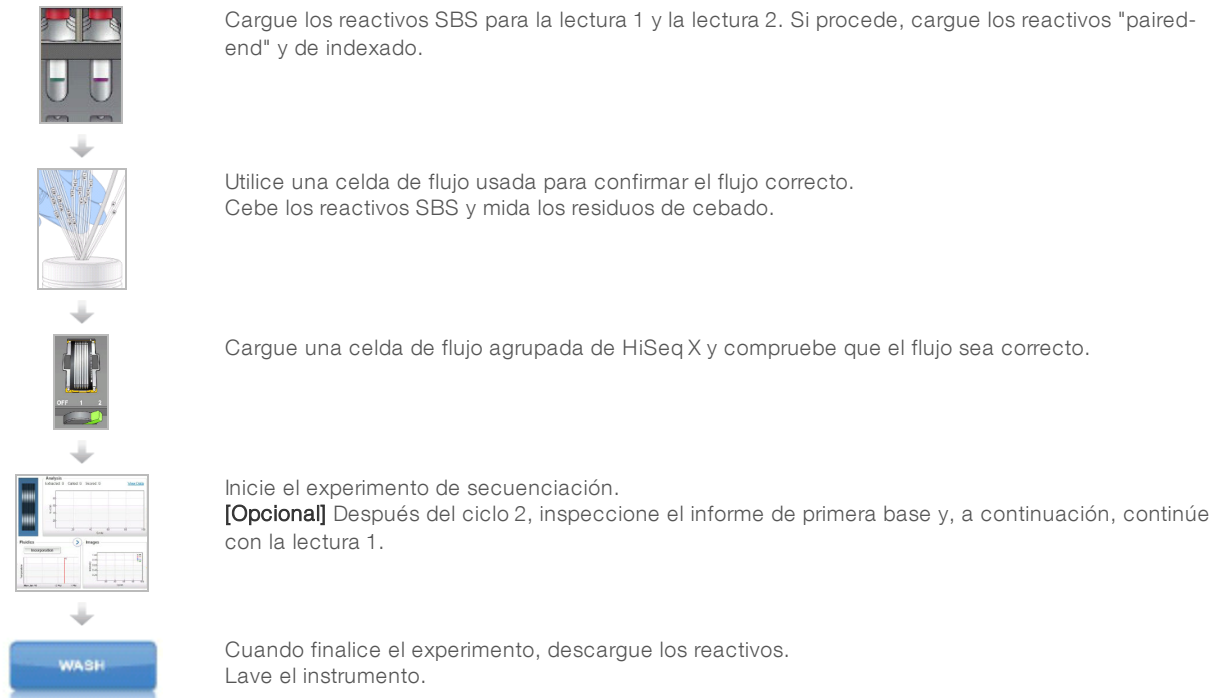 Cargue los reactivos SBS para la lectura 1 y la lectura 2. Si procede, cargue los reactivos "paired-
end" y de indexado.
Utilice una celda de flujo usada para confirmar el flujo correcto.
Cebe los reactivos SBS y mida los residuos de cebado.
Cargue una celda de flujo agrupada de HiSeq X y compruebe que el flujo sea correcto.
OFF 1 2
Analysis
Inicie el experimento de secuenciación.
[Opcional] Después del ciclo 2, inspeccione el informe de primera base y, a continuación, continúe
con la lectura 1.
Fluidics
Images
Cuando finalice el experimento, descargue los reactivos.
WASH
Lave el instrumento.